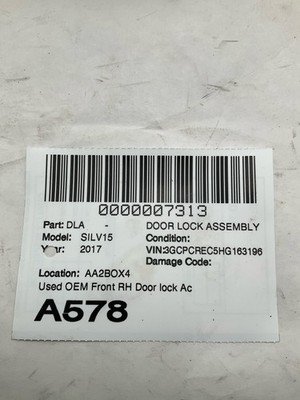 0000007313
Part: DLA - DOOR LOCK ASSEMBLY
Model: SILV15 Condition:
Year: 2017 VIN:3GCPCREC5HG163196
Damage Code:
Location: AA2BOX4
Used OEM Front RH Door lock Ac
A578